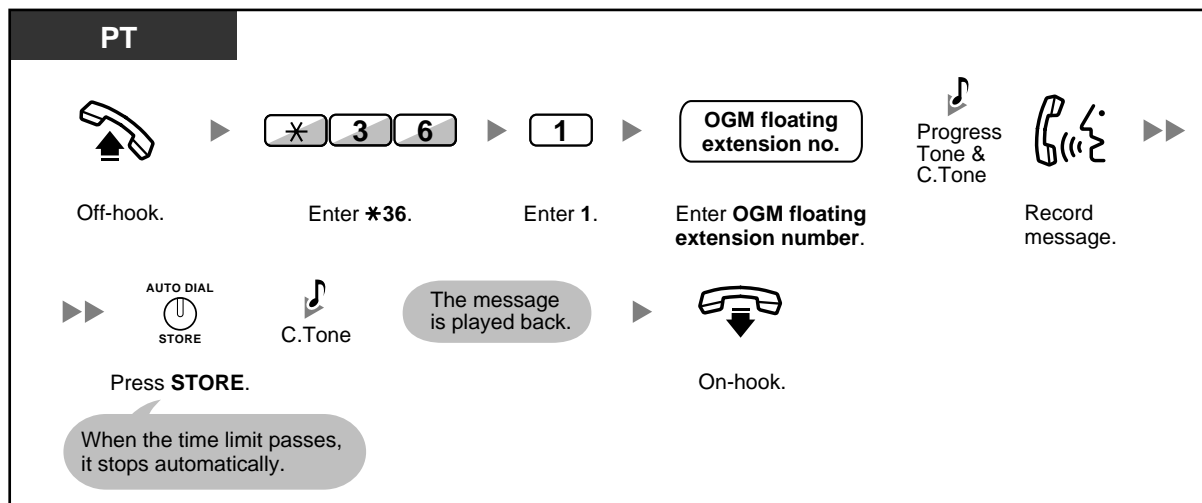 PT
✳ 3 6
1
OGM floating
extension no.
Progress
Tone &
C.Tone
Off-hook.
Enter ✳36.
Enter 1.
Enter OGM floating
extension number.
Record
message.
AUTO DIAL
STORE
C.Tone
The message
is played back.
Press STORE.
On-hook.
When the time limit passes,
it stops automatically.